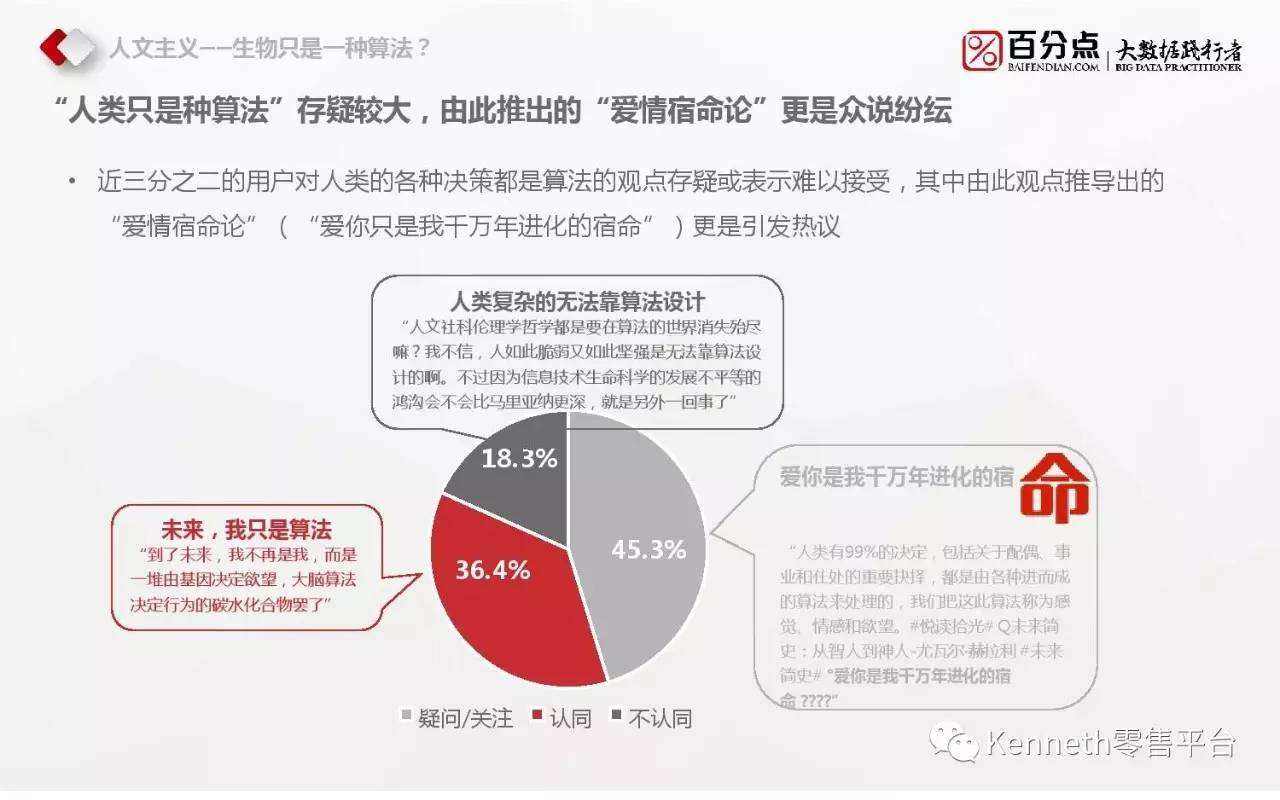 人文主义——生物只是一种算法？
百分点
BAIFENDIAN.COM
大数据践行者
BIG DATA PRACTITIONER
“人类只是种算法”存疑较大，由此推出的“爱情宿命论”更是众说纷纭
• 近三分之二的用户对人类的各种决策都是算法的观点存疑或表示难以接受，其中由此观点推导出的
“爱情宿命论”（“爱你只是我千万年进化的宿命”）更是引发热议
人类复杂的无法靠算法设计
“人文社科伦理学哲学都是要在算法的世界消失殆尽
嘛？我不信，人如此脆弱又如此坚强是无法靠算法设
计的啊。不过因为信息技术生命科学的发展不平等的
鸿沟会不会比马里亚纳更深，就是另外一回事了”
18.3%
45.3%
36.4%
未来，我只是算法
“到了未来，我不再是我，而是
一堆由基因决定欲望，大脑算法
决定行为的碳水化合物罢了”
爱你是我千万年进化的宿命
“人类有99%的决定，包括关于配偶、事
业和住处的重要抉择，都是由各种进而成
的算法来处理的，我们把这此算法称为感
觉、情感和欲望。#悦读拾光# Q未来简
史：从智人到神人-尤瓦尔·赫拉利 #未来
简史# “爱你是我千万年进化的宿
命 ????”
疑问/关注 认同 不认同
Kenneth零售平台